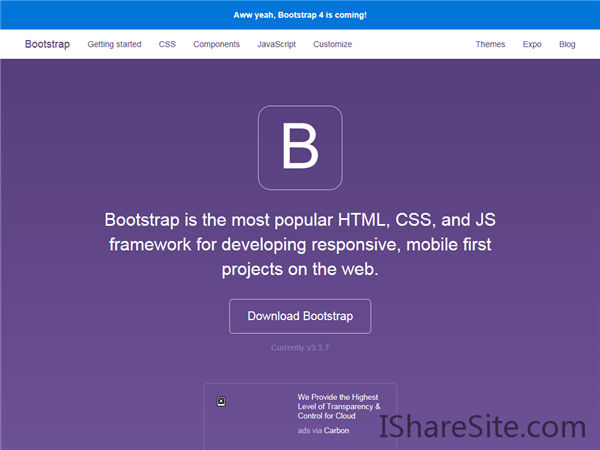 Aww yeah, Bootstrap 4 is coming!
Bootstrap Getting started CSS Components JavaScript Customize Themes Expo Blog
B
Bootstrap is the most popular HTML, CSS, and JS
framework for developing responsive, mobile first
projects on the web.
Download Bootstrap
Currently v3.3.7
We Provide the Highest
Level of Transparency &
Control for Cloud
ads via Carbon
IShareSite.com